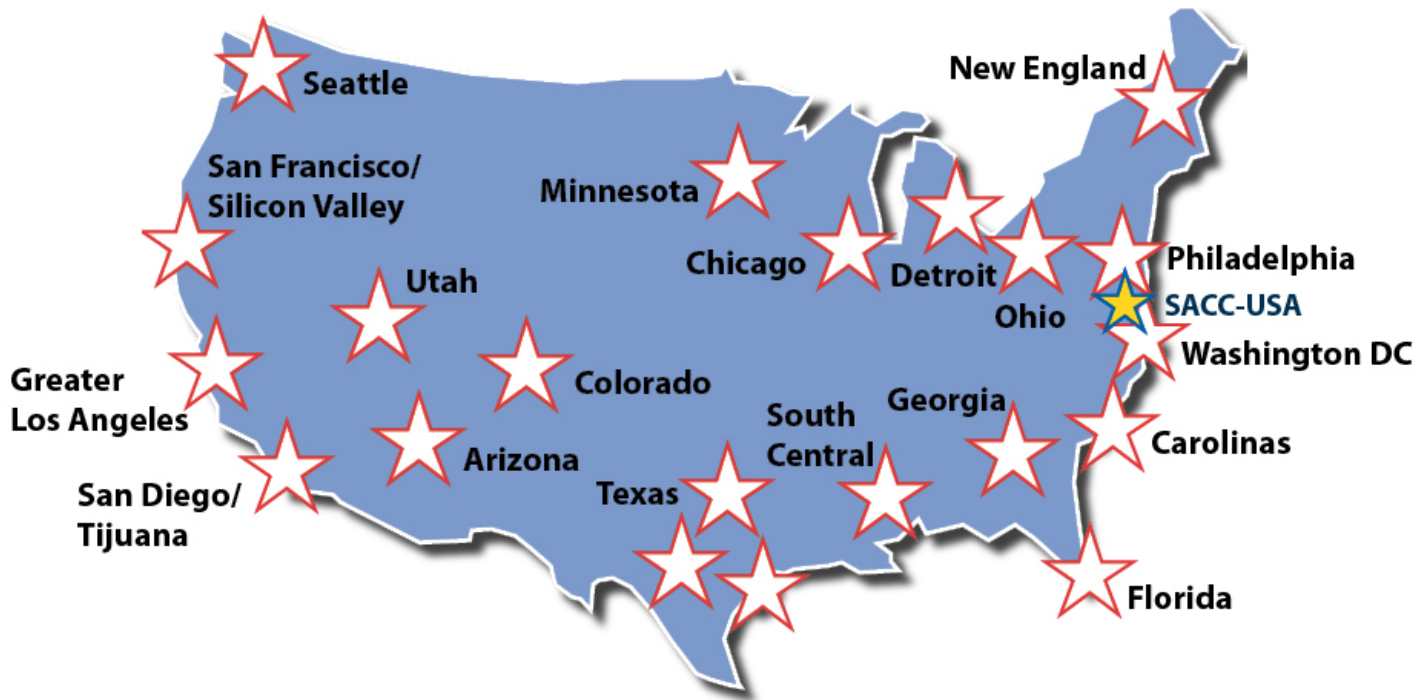 New England
Seattle
San Francisco/
Silicon Valley
Minnesota
Chicago
Detroit
Philadelphia
Utah
SACC-USA
Ohio
Washington DC
Greater
Los Angeles
Colorado
Georgia
South
Central
Carolinas
Arizona
Texas
San Diego/
Tijuana
Florida